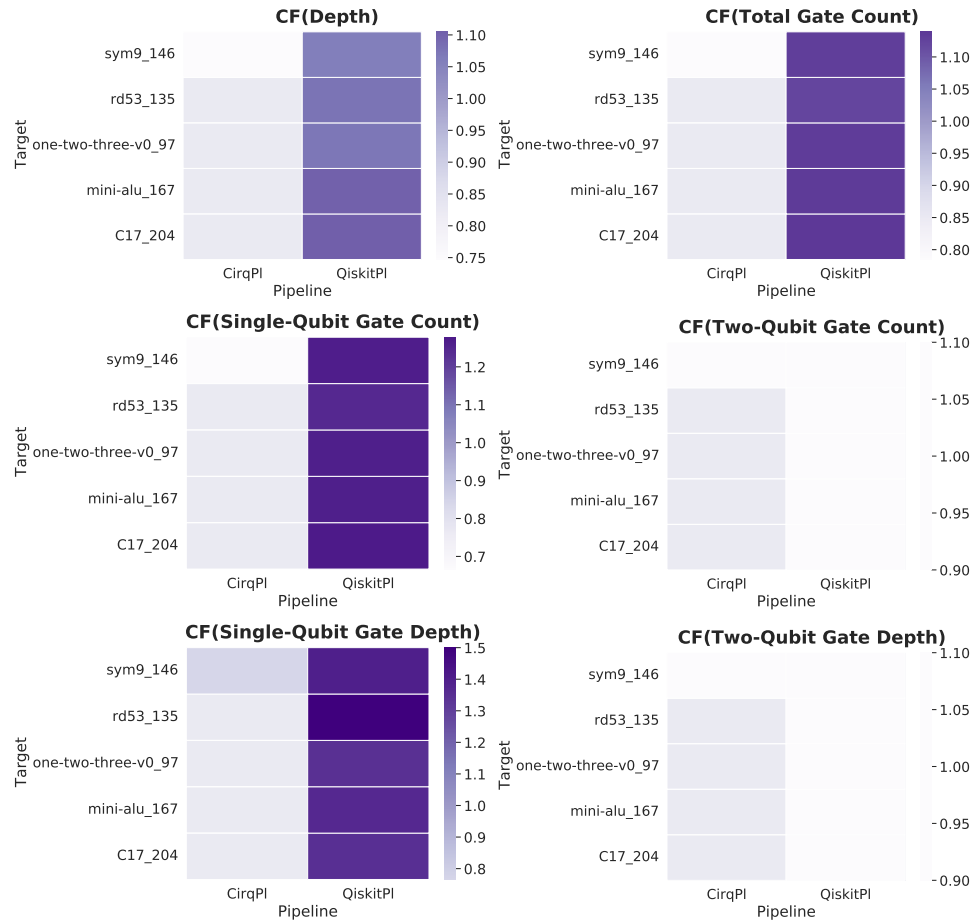 CF(Depth)
Target
sym9_146
rd53_135
one-two-three-v0_97
mini-alu_167
C17_204
CirqPl
QiskitPl
Pipeline
1.10
1.05
1.00
0.95
0.90
0.85
0.80
0.75
CF(Total Gate Count)
Target
sym9_146
rd53_135
one-two-three-v0_97
mini-alu_167
C17_204
CirqPl
QiskitPl
Pipeline
1.10
1.05
1.00
0.95
0.90
0.85
0.80
CF(Single-Qubit Gate Count)
Target
sym9_146
rd53_135
one-two-three-v0_97
mini-alu_167
C17_204
CirqPl
QiskitPl
Pipeline
1.2
1.1
1.0
0.9
0.8
0.7
CF(Two-Qubit Gate Count)
Target
sym9_146
rd53_135
one-two-three-v0_97
mini-alu_167
C17_204
CirqPl
QiskitPl
Pipeline
1.10
1.05
1.00
0.95
0.90
CF(Single-Qubit Gate Depth)
Target
sym9_146
rd53_135
one-two-three-v0_97
mini-alu_167
C17_204
CirqPl
QiskitPl
Pipeline
1.5
1.4
1.3
1.2
1.1
1.0
0.9
0.8
CF(Two-Qubit Gate Depth)
Target
sym9_146
rd53_135
one-two-three-v0_97
mini-alu_167
C17_204
CirqPl
QiskitPl
Pipeline
1.10
1.05
1.00
0.95
0.90